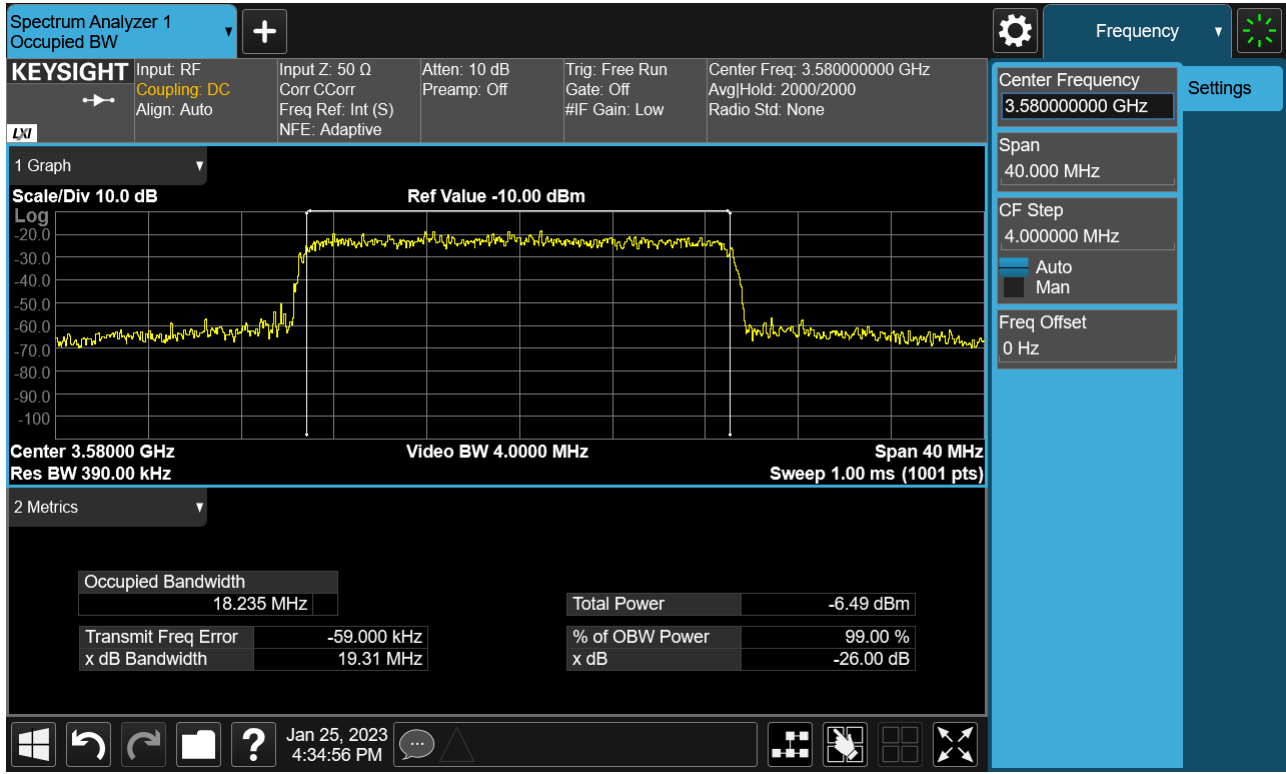 Spectrum Analyzer 1
Occupied BW
▼
+
Frequency
▼
KEYSIGHT
LXI
Input: RF
Coupling: DC
Align: Auto
Input Z: 50 Ω
Corr CCorr
Freq Ref: Int (S)
NFE: Adaptive
Atten: 10 dB
Preamp: Off
Trig: Free Run
Gate: Off
#IF Gain: Low
Center Freq: 3.580000000 GHz
Avg|Hold: 2000/2000
Radio Std: None
Center Frequency
3.580000000 GHz
Settings
Span
40.000 MHz
CF Step
4.000000 MHz
Auto
Man
Freq Offset
0 Hz
1 Graph
▼
Scale/Div 10.0 dB
Ref Value -10.00 dBm
Log
-20.0
-30.0
-40.0
-50.0
-60.0
-70.0
-80.0
-90.0
-100
Center 3.58000 GHz
Video BW 4.0000 MHz
Span 40 MHz
Res BW 390.00 kHz
Sweep 1.00 ms (1001 pts)
2 Metrics
▼
Occupied Bandwidth
18.235 MHz
Total Power -6.49 dBm
Transmit Freq Error -59.000 kHz
% of OBW Power 99.00 %
x dB Bandwidth 19.31 MHz
x dB -26.00 dB
?
Jan 25, 2023
4:34:56 PM